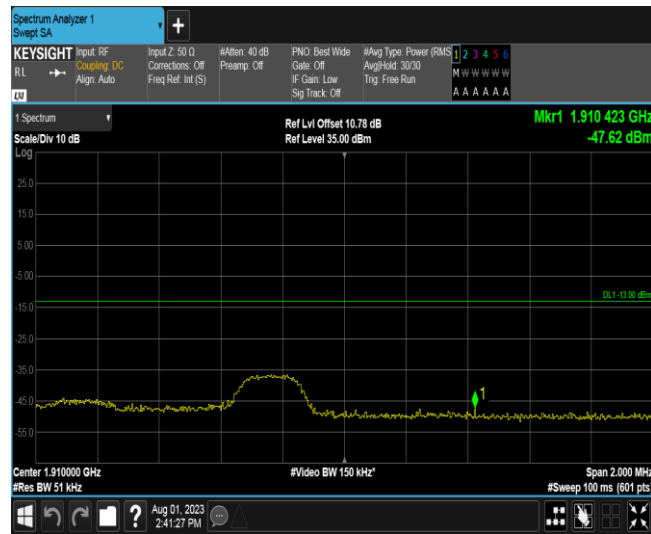 Spectrum Analyzer 1
Swept SA
KEYSIGHT
RL
LXI
Input: RF
Coupling: DC
Align: Auto
Input Z: 50 Ω
Corrections: Off
Freq Ref: Int (S)
#Atten: 40 dB
Preamp: Off
PNO: Best Wide
Gate: Off
IF Gain: Low
Sig Track: Off
#Avg Type: Power (RMS
Avg|Hold: 30/30
Trig: Free Run
1 2 3 4 5 6
M W W W W W
A A A A A A
1 Spectrum
Scale/Div 10 dB
Ref Lvl Offset 10.78 dB
Ref Level 35.00 dBm
Mkr1 1.910 423 GHz
-47.62 dBm
Log
25.0
15.0
5.00
-5.00
DL1 -13.00 dBm
-15.0
-25.0
-35.0
1
-45.0
-55.0
Center 1.910000 GHz
#Video BW 150 kHz*
Span 2.000 MHz
#Res BW 51 kHz
#Sweep 100 ms (601 pts
?
Aug 01, 2023
2:41:27 PM